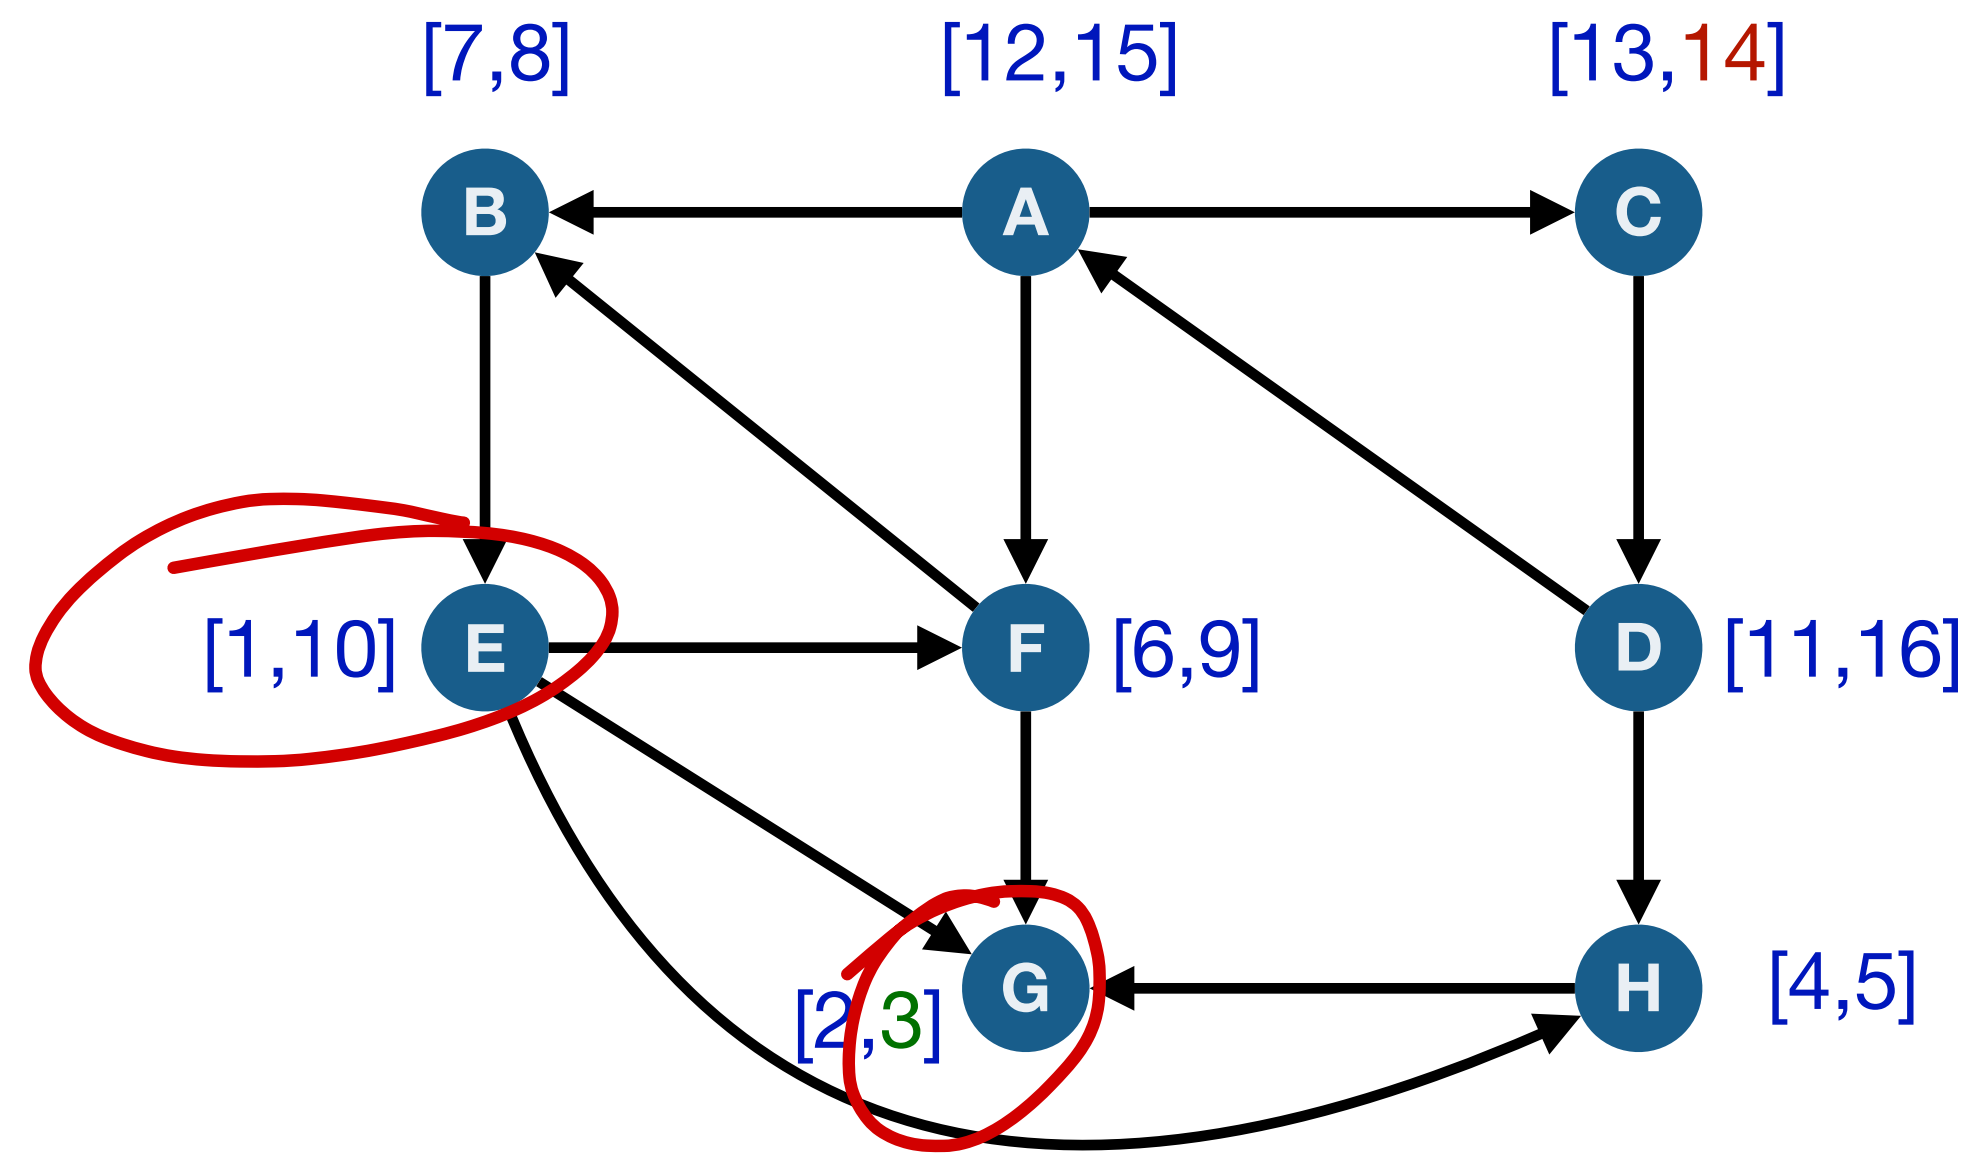 [7,8] [12,15] [13,14]
B A C
[1,10] E F [6,9] D [11,16]
[2,3] G H [4,5]